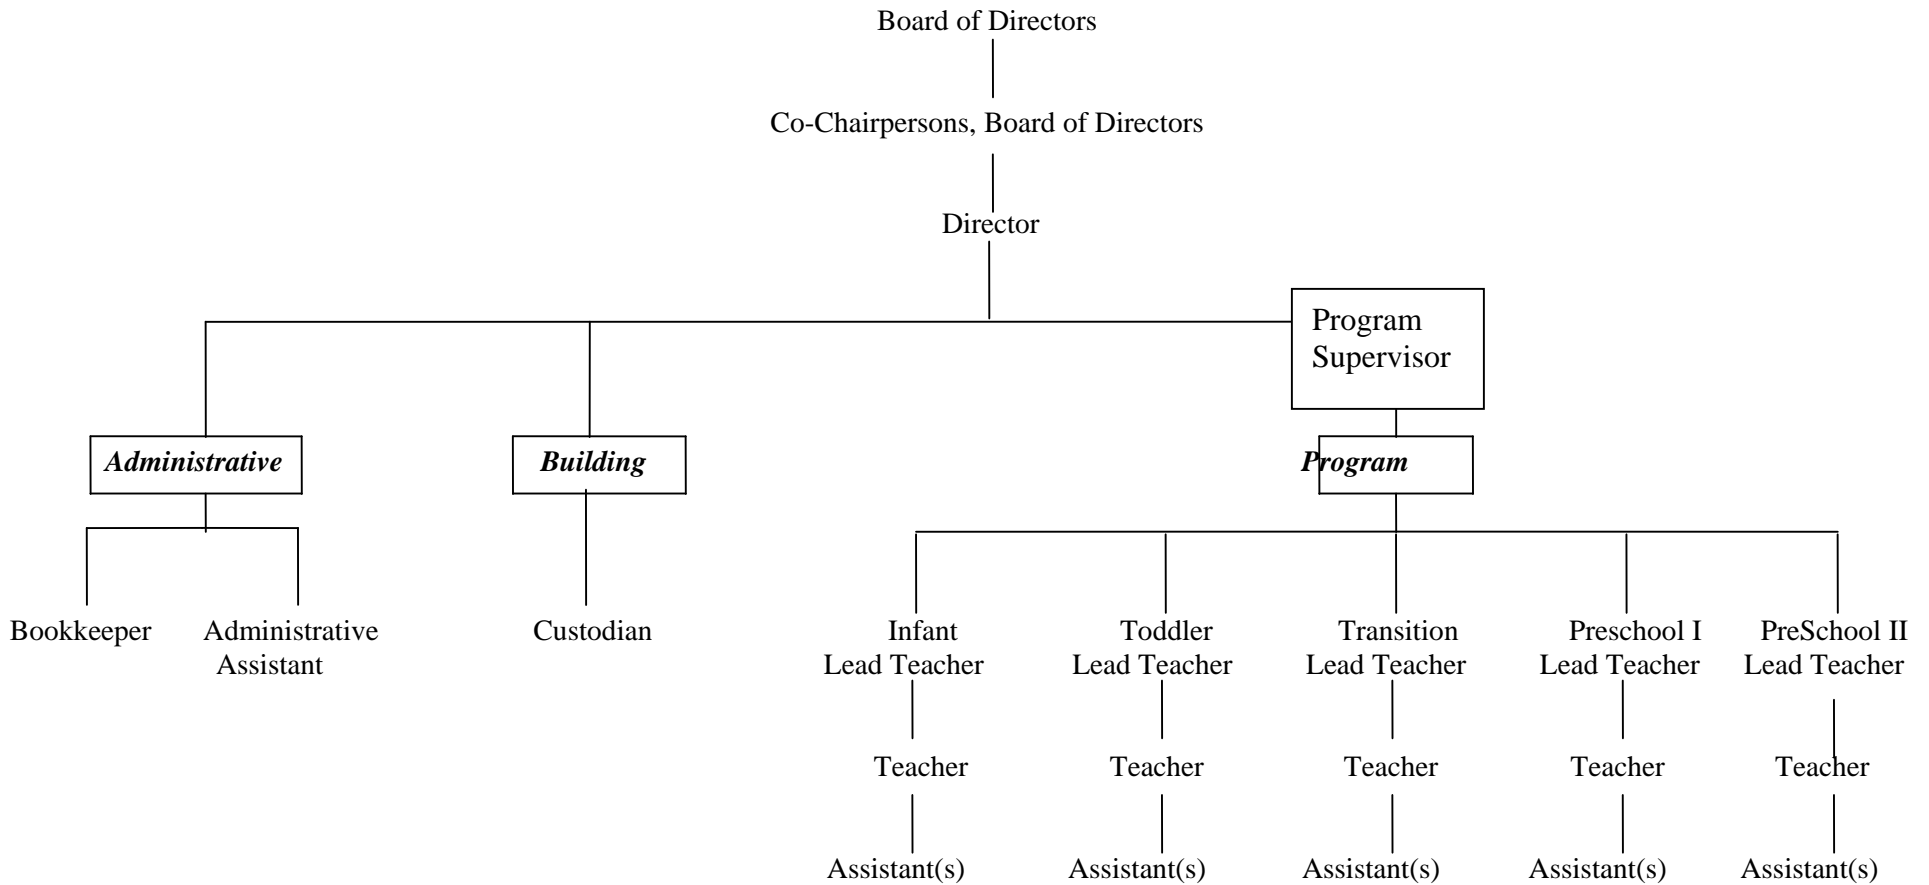 Board of Directors
Co-Chairpersons, Board of Directors
Director
Program
Supervisor
Administrative
Building
Program
Bookkeeper
Administrative
Assistant
Custodian
Infant
Lead Teacher
Toddler
Lead Teacher
Transition
Lead Teacher
Preschool I
Lead Teacher
PreSchool II
Lead Teacher
Teacher
Teacher
Teacher
Teacher
Teacher
Assistant(s)
Assistant(s)
Assistant(s)
Assistant(s)
Assistant(s)